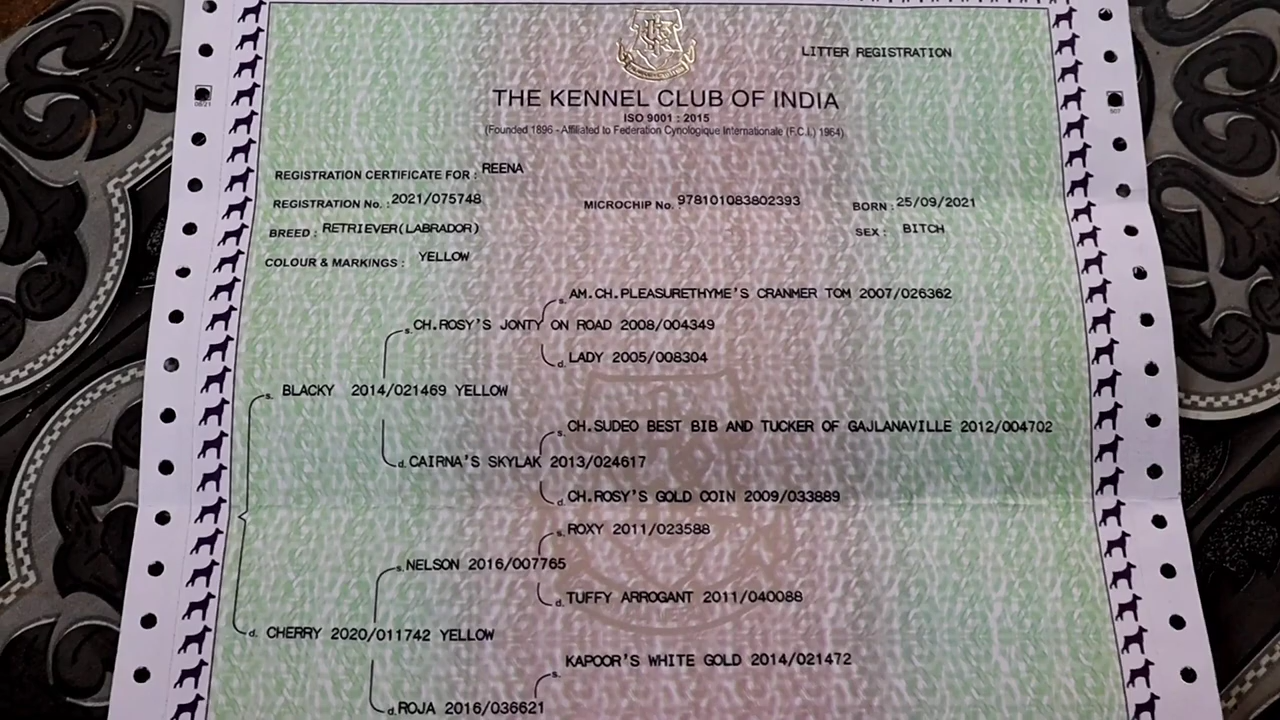 LITTER REGISTRATION
THE KENNEL CLUB OF INDIA
ISO 9001 : 2015
(Founded 1896 - Affiliated to Federation Cynologique Internationale (F.C.I.) 1964)
REGISTRATION CERTIFICATE FOR : REENA
REGISTRATION No. : 2021/075748 MICROCHIP No. 978101083802393 BORN : 25/09/2021
BREED : RETRIEVER(LABRADOR) SEX : BITCH
COLOUR & MARKINGS : YELLOW
s. AM.CH.PLEASURETHYME'S CRANMER TOM 2007/026362
s. CH.ROSY'S JONTY ON ROAD 2008/004349
d. LADY 2005/008304
s. BLACKY 2014/021469 YELLOW
s. CH.SUDEO BEST BIB AND TUCKER OF GAJLANAVILLE 2012/004702
d. CAIRNA'S SKYLAK 2013/024617
d. CH.ROSY'S GOLD COIN 2009/033889
s. ROXY 2011/023588
s. NELSON 2016/007765
d. TUFFY ARROGANT 2011/040088
d. CHERRY 2020/011742 YELLOW
s. KAPOOR'S WHITE GOLD 2014/021472
d. ROJA 2016/036621